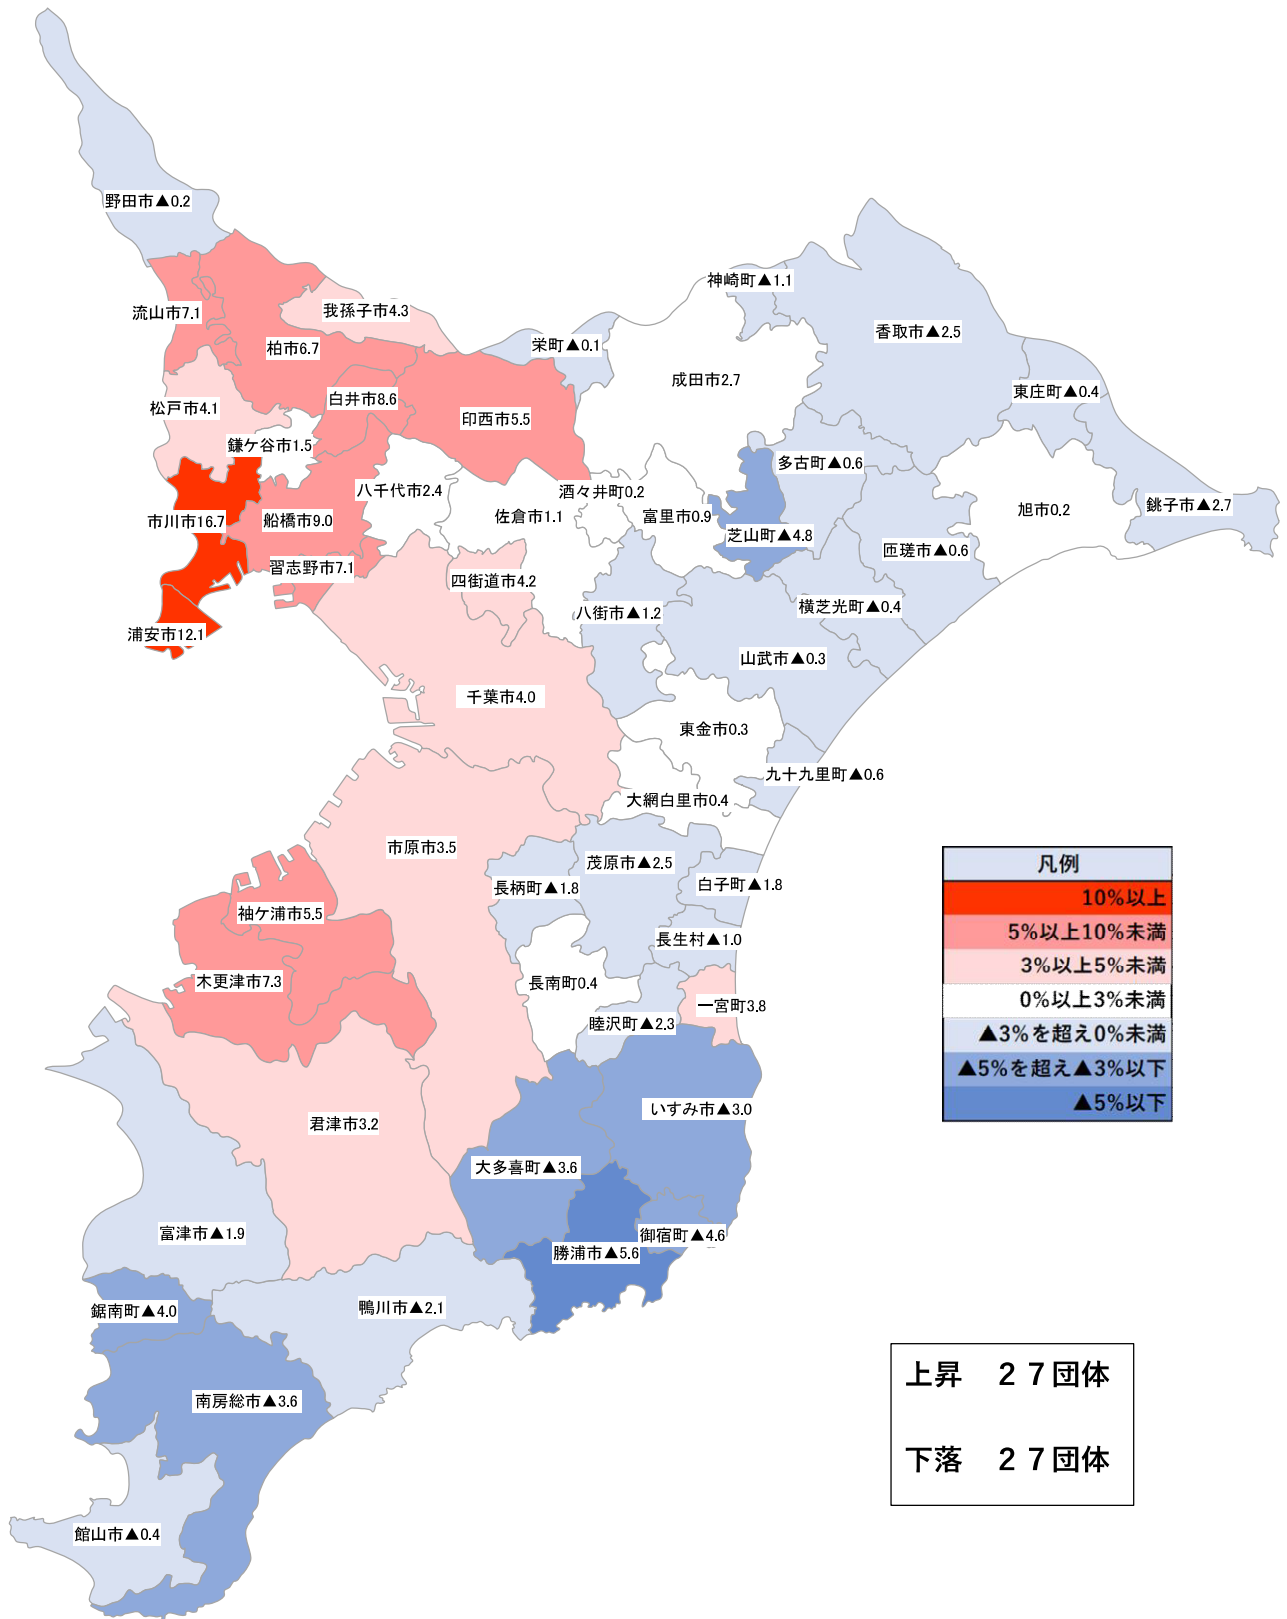 野田市▲0.2
流山市7.1
我孫子市4.3
柏市6.7
神崎町▲1.1
栄町▲0.1
香取市▲2.5
成田市2.7
東庄町▲0.4
松戸市4.1
白井市8.6
印西市5.5
鎌ケ谷市1.5
多古町▲0.6
八千代市2.4
酒々井町0.2
市川市16.7
船橋市9.0
佐倉市1.1
富里市0.9
芝山町▲4.8
旭市0.2
銚子市▲2.7
匝瑳市▲0.6
習志野市7.1
四街道市4.2
八街市▲1.2
横芝光町▲0.4
浦安市12.1
山武市▲0.3
千葉市4.0
東金市0.3
九十九里町▲0.6
大網白里市0.4
市原市3.5
茂原市▲2.5
長柄町▲1.8
白子町▲1.8
袖ケ浦市5.5
長生村▲1.0
木更津市7.3
長南町0.4
一宮町3.8
睦沢町▲2.3
いすみ市▲3.0
君津市3.2
大多喜町▲3.6
富津市▲1.9
御宿町▲4.6
勝浦市▲5.6
鋸南町▲4.0
鴨川市▲2.1
南房総市▲3.6
館山市▲0.4
凡例
10%以上
5%以上10%未満
3%以上5%未満
0%以上3%未満
▲3%を超え0%未満
▲5%を超え▲3%以下
▲5%以下
上昇　２７団体
下落　２７団体